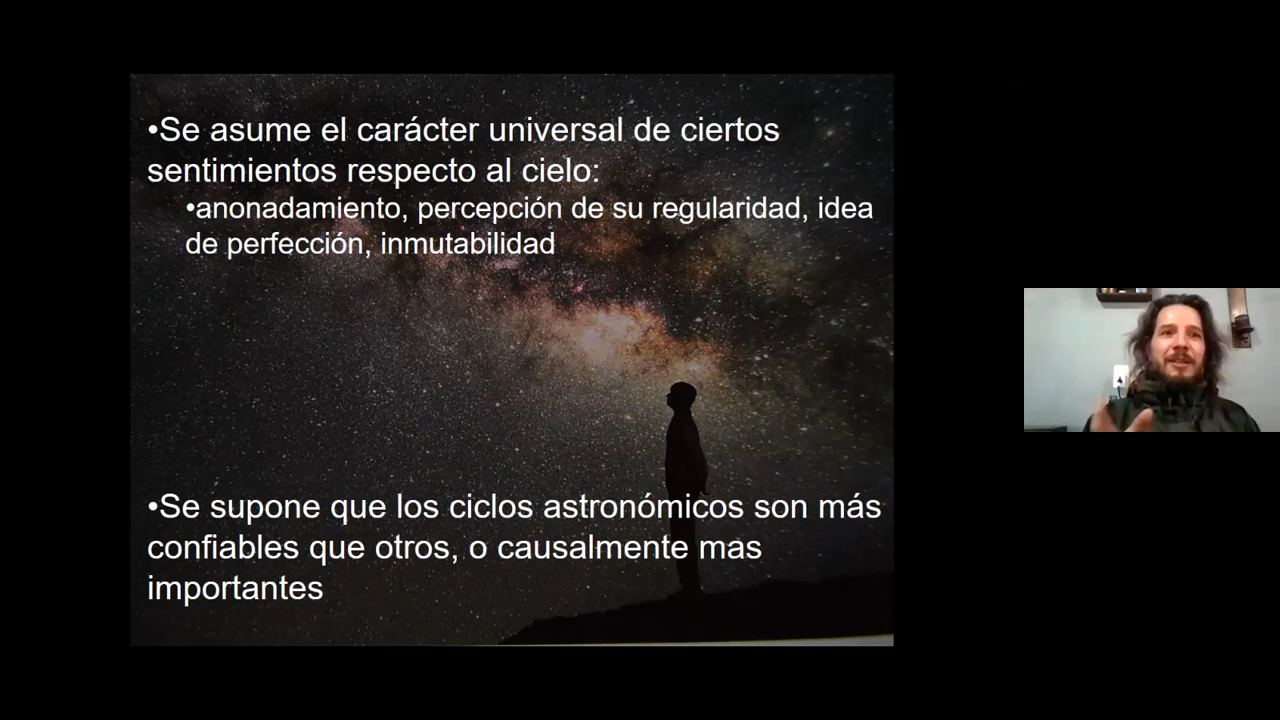 •Se asume el carácter universal de ciertos
sentimientos respecto al cielo:
•anonadamiento, percepción de su regularidad, idea
de perfección, inmutabilidad
•Se supone que los ciclos astronómicos son más
confiables que otros, o causalmente mas
importantes